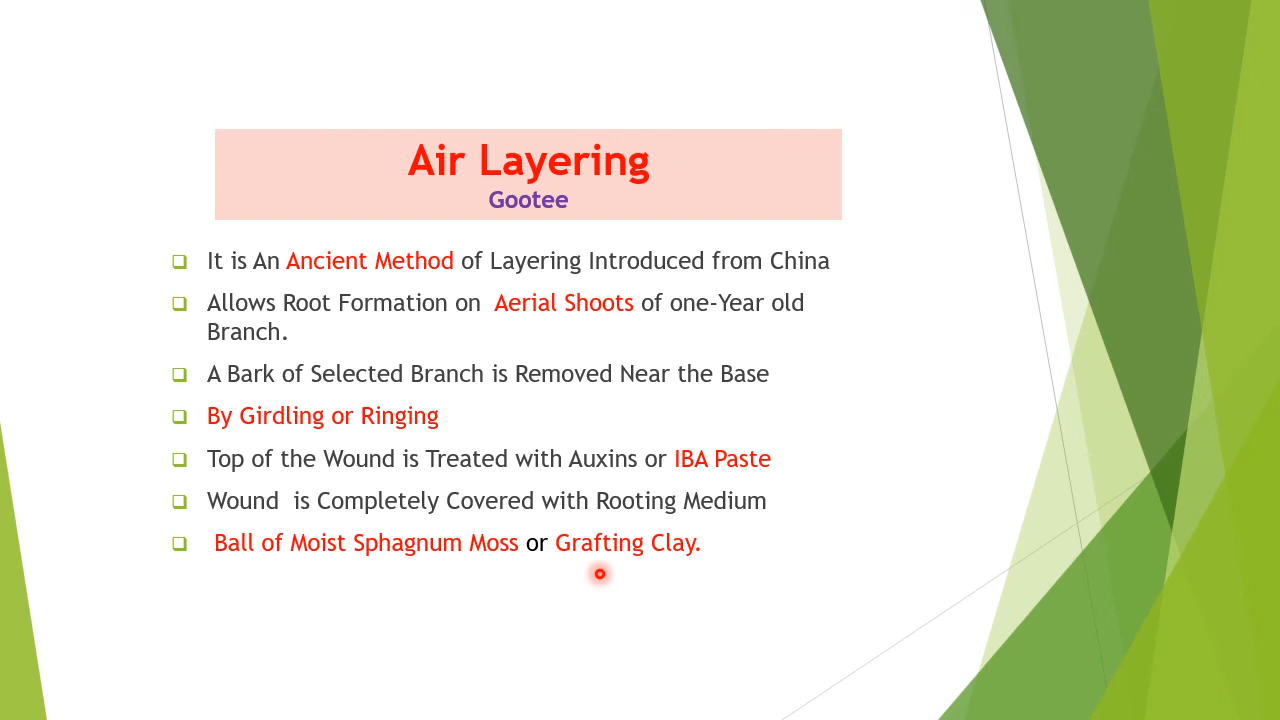 Air Layering
Gootee
It is An Ancient Method of Layering Introduced from China
Allows Root Formation on Aerial Shoots of one-Year old
Branch.
A Bark of Selected Branch is Removed Near the Base
By Girdling or Ringing
Top of the Wound is Treated with Auxins or IBA Paste
Wound is Completely Covered with Rooting Medium
Ball of Moist Sphagnum Moss or Grafting Clay.